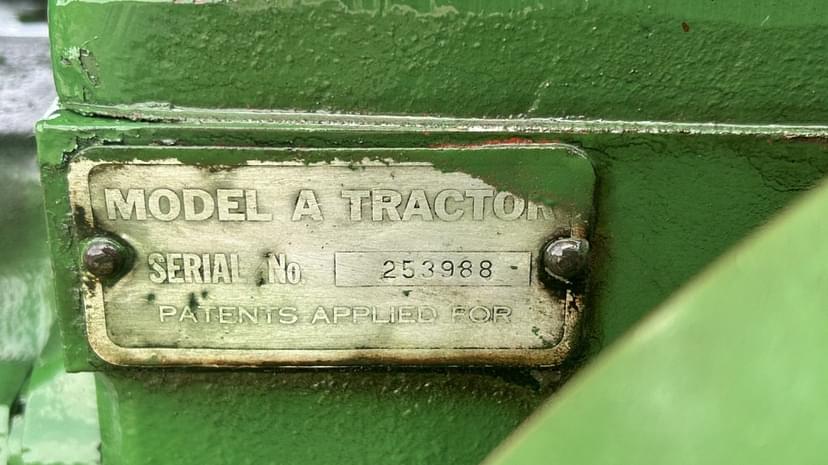 MODEL A TRACTOR
SERIAL No. 253988
PATENTS APPLIED FOR